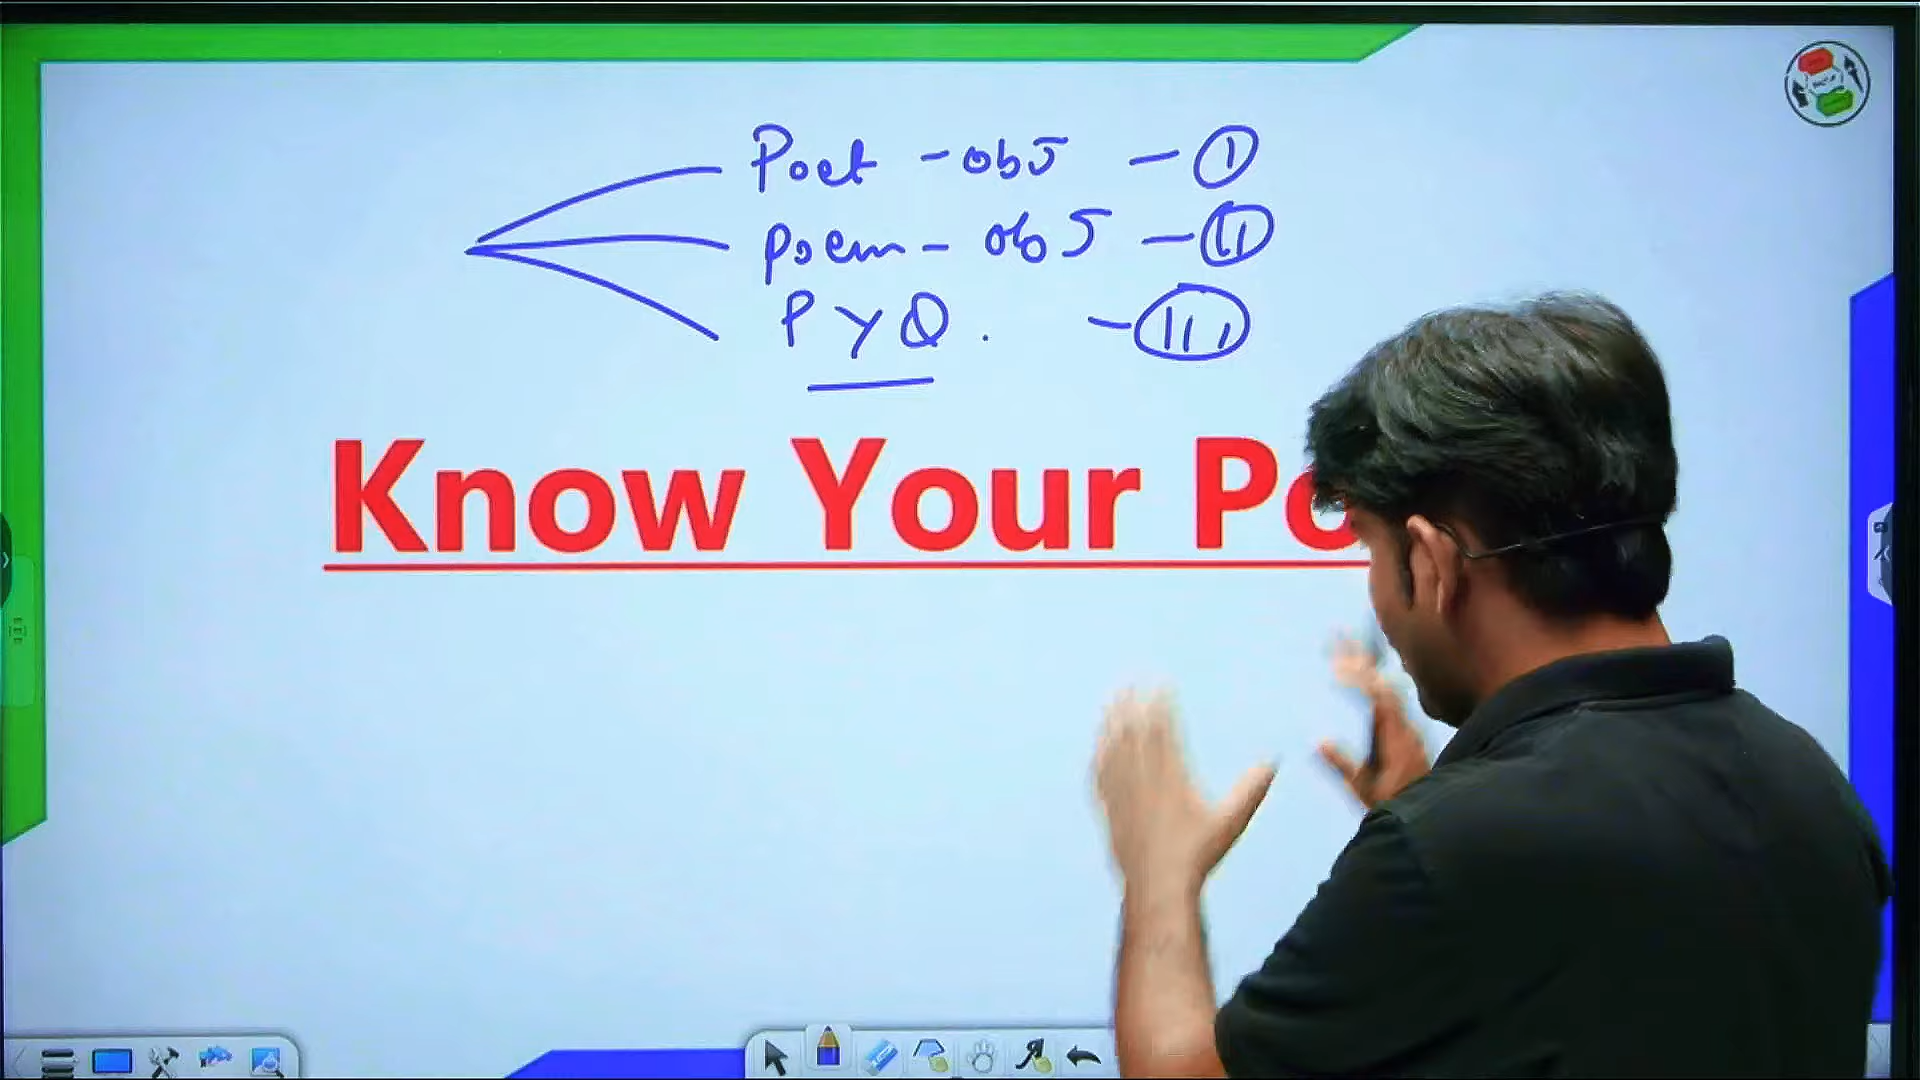 Poet - obj - I
poem - obj - II
PYQ. - III
Know Your Po